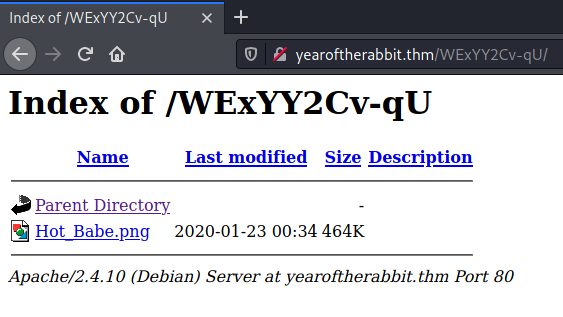 Index of /WExYY2Cv-qU
yearoftherabbit.thm/WExYY2Cv-qU/
Index of /WExYY2Cv-qU
Name Last modified Size Description
Parent Directory -
Hot_Babe.png 2020-01-23 00:34 464K
Apache/2.4.10 (Debian) Server at yearoftherabbit.thm Port 80